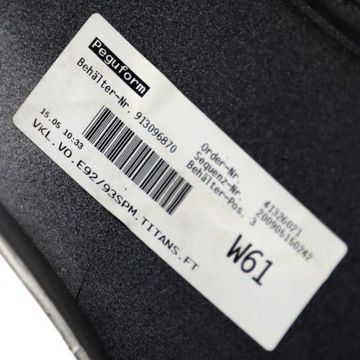 Peguform
Behälter-Nr. 913096870
Order-Nr. 41326021
Sequenz-Nr. 200906150242
Behälter-Pos. 3
15.05 10:33
W61
VKL.VO.E92/93SPM.TITANS.FT